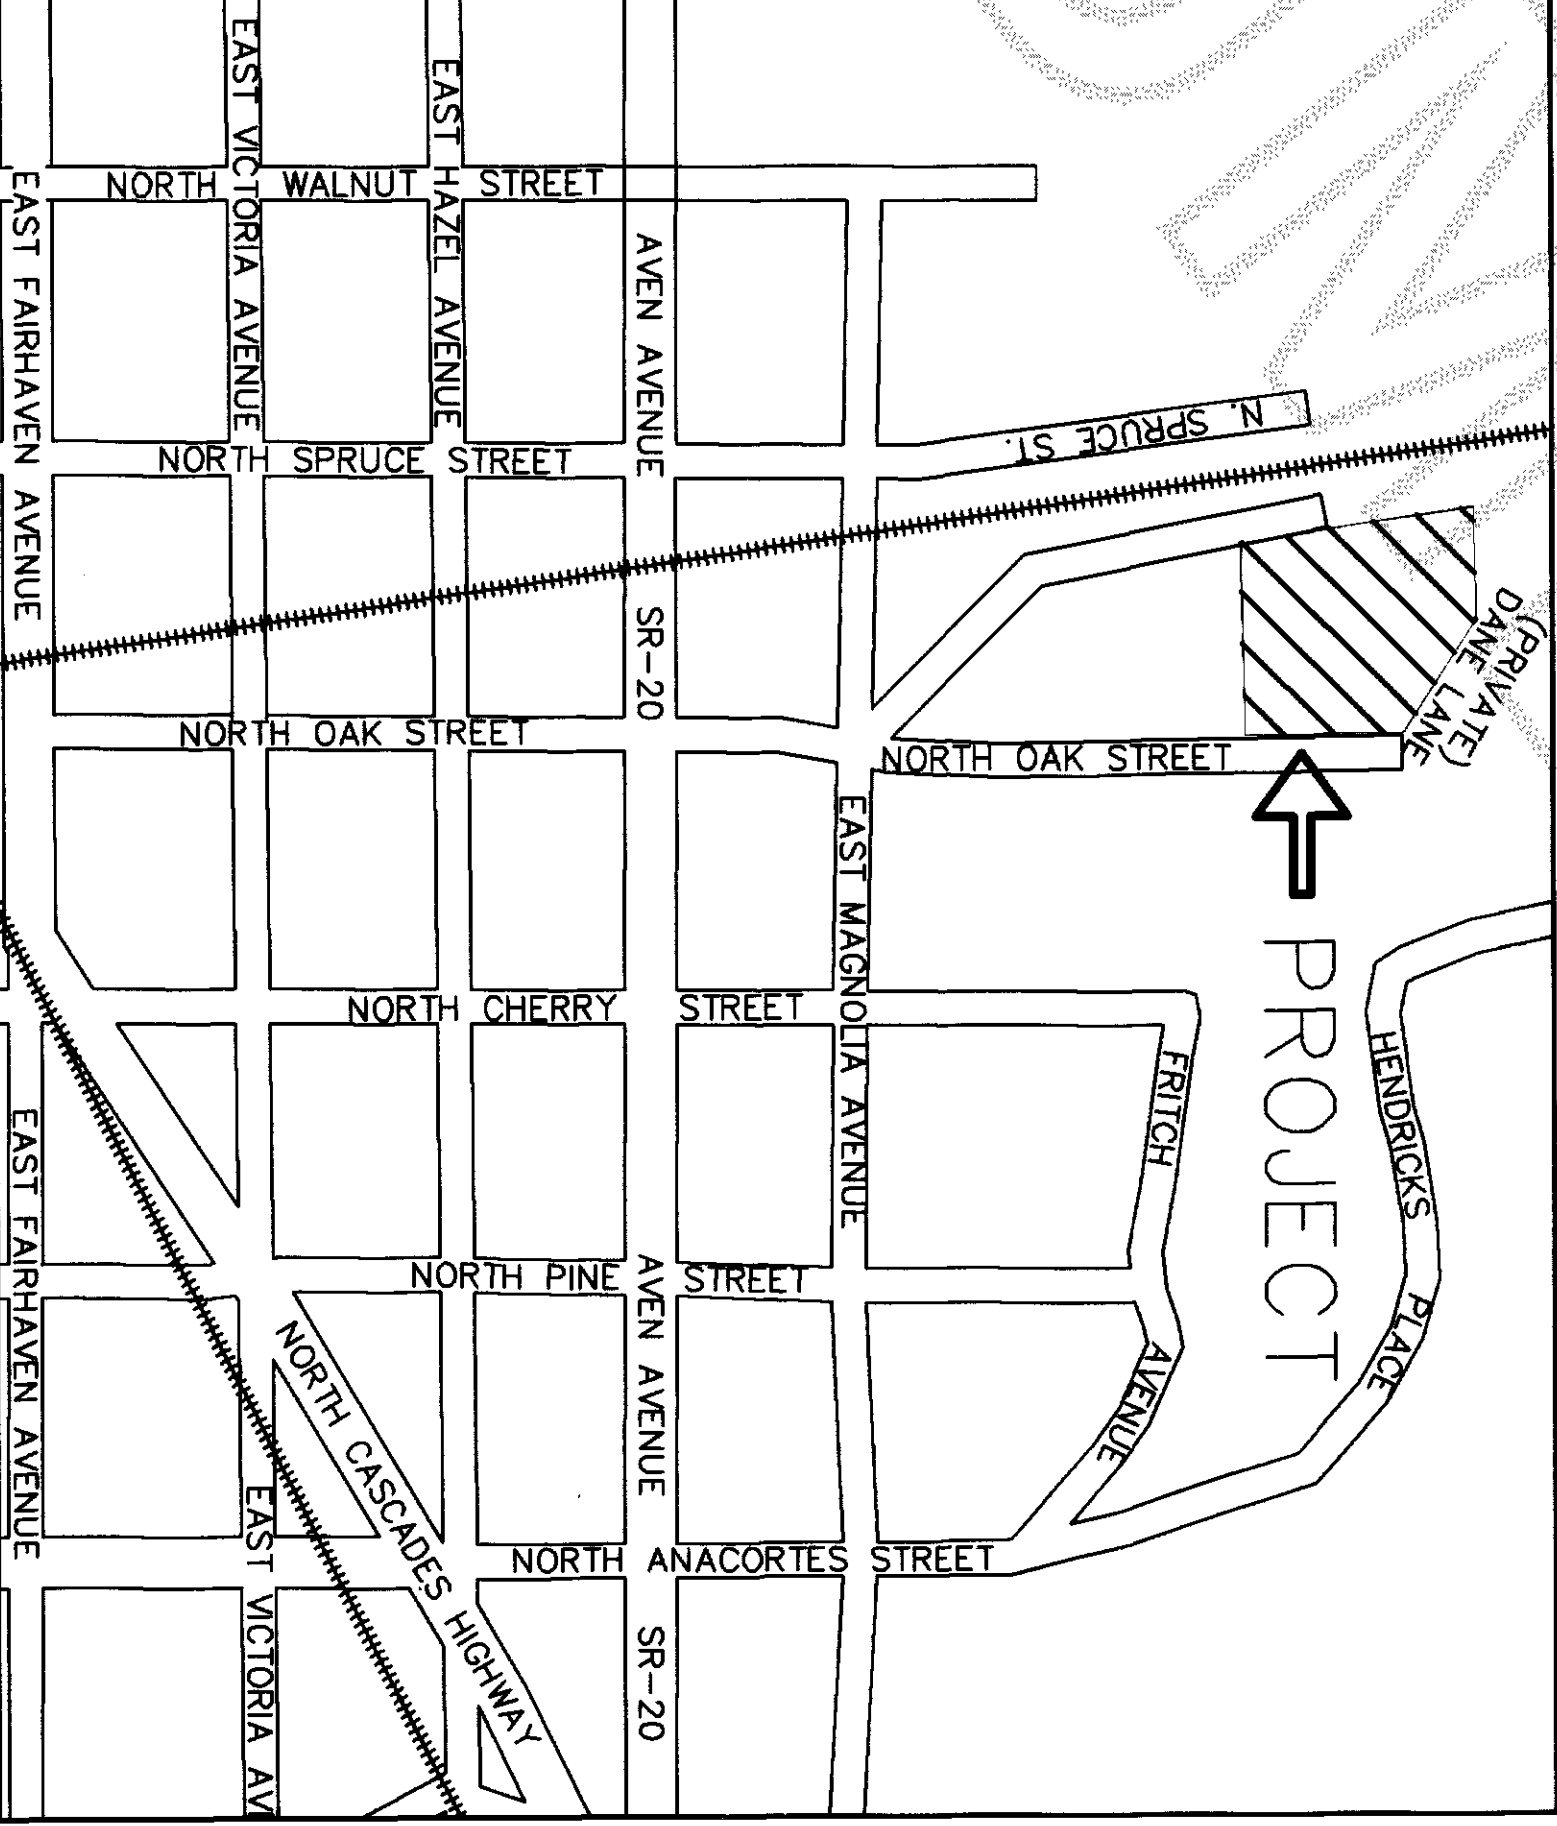 EAST VICTORIA AVENUE
EAST HAZEL AVENUE
EAST FAIRHAVEN AVENUE
NORTH WALNUT STREET
AVEN AVENUE
N. SPRUCE ST.
NORTH SPRUCE STREET
SR-20
DANE LANE
(PRIVATE)
NORTH OAK STREET
NORTH OAK STREET
EAST MAGNOLIA AVENUE
PROJECT
NORTH CHERRY STREET
HENDRICKS PLACE
FRITCH AVENUE
EAST FAIRHAVEN AVENUE
NORTH PINE STREET
AVEN AVENUE
NORTH CASCADES HIGHWAY
EAST VICTORIA AV
NORTH ANACORTES STREET
SR-20